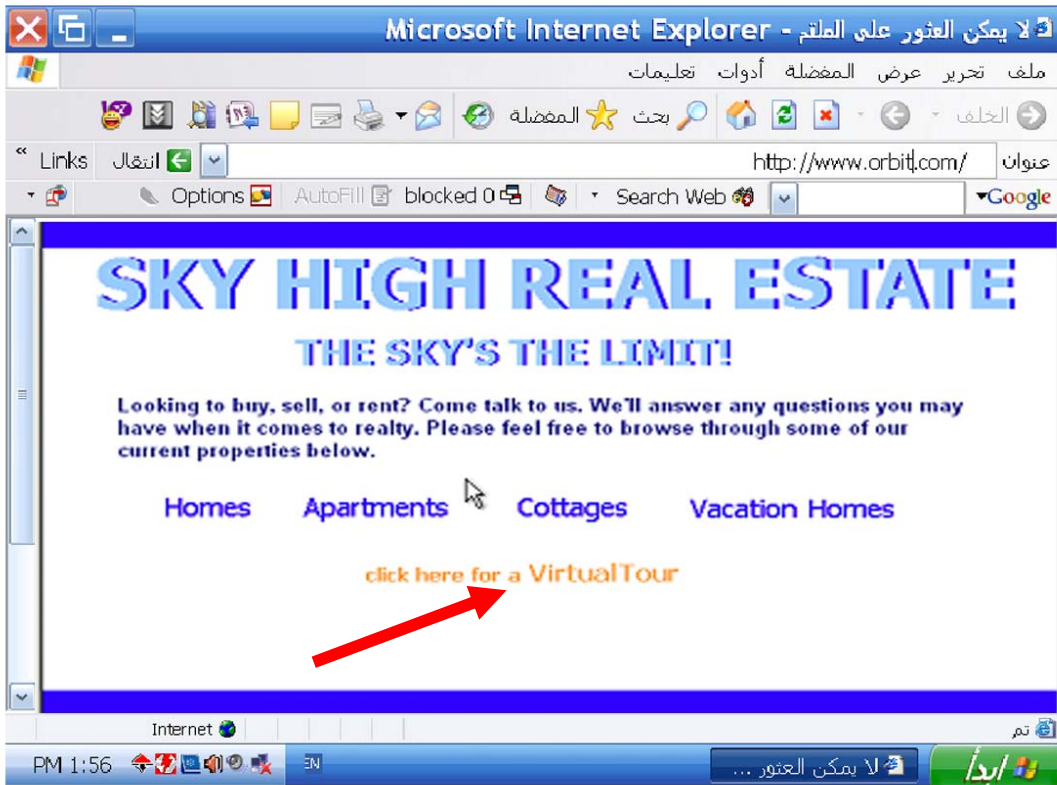 لا يمكن العثور على الملتم - Microsoft Internet Explorer
ملف تحرير عرض المفضلة أدوات تعليمات
الخلف بحث المفضلة
عنوان http://www.orbit.com/ انتقال Links »
Google Search Web 0 blocked AutoFill Options
SKY HIGH REAL ESTATE
THE SKY'S THE LIMIT!
Looking to buy, sell, or rent? Come talk to us. We'll answer any questions you may
have when it comes to realty. Please feel free to browse through some of our
current properties below.
Homes Apartments Cottages Vacation Homes
click here for a VirtualTour
تم Internet
ابدأ لا يمكن العثور ... EN 1:56 PM